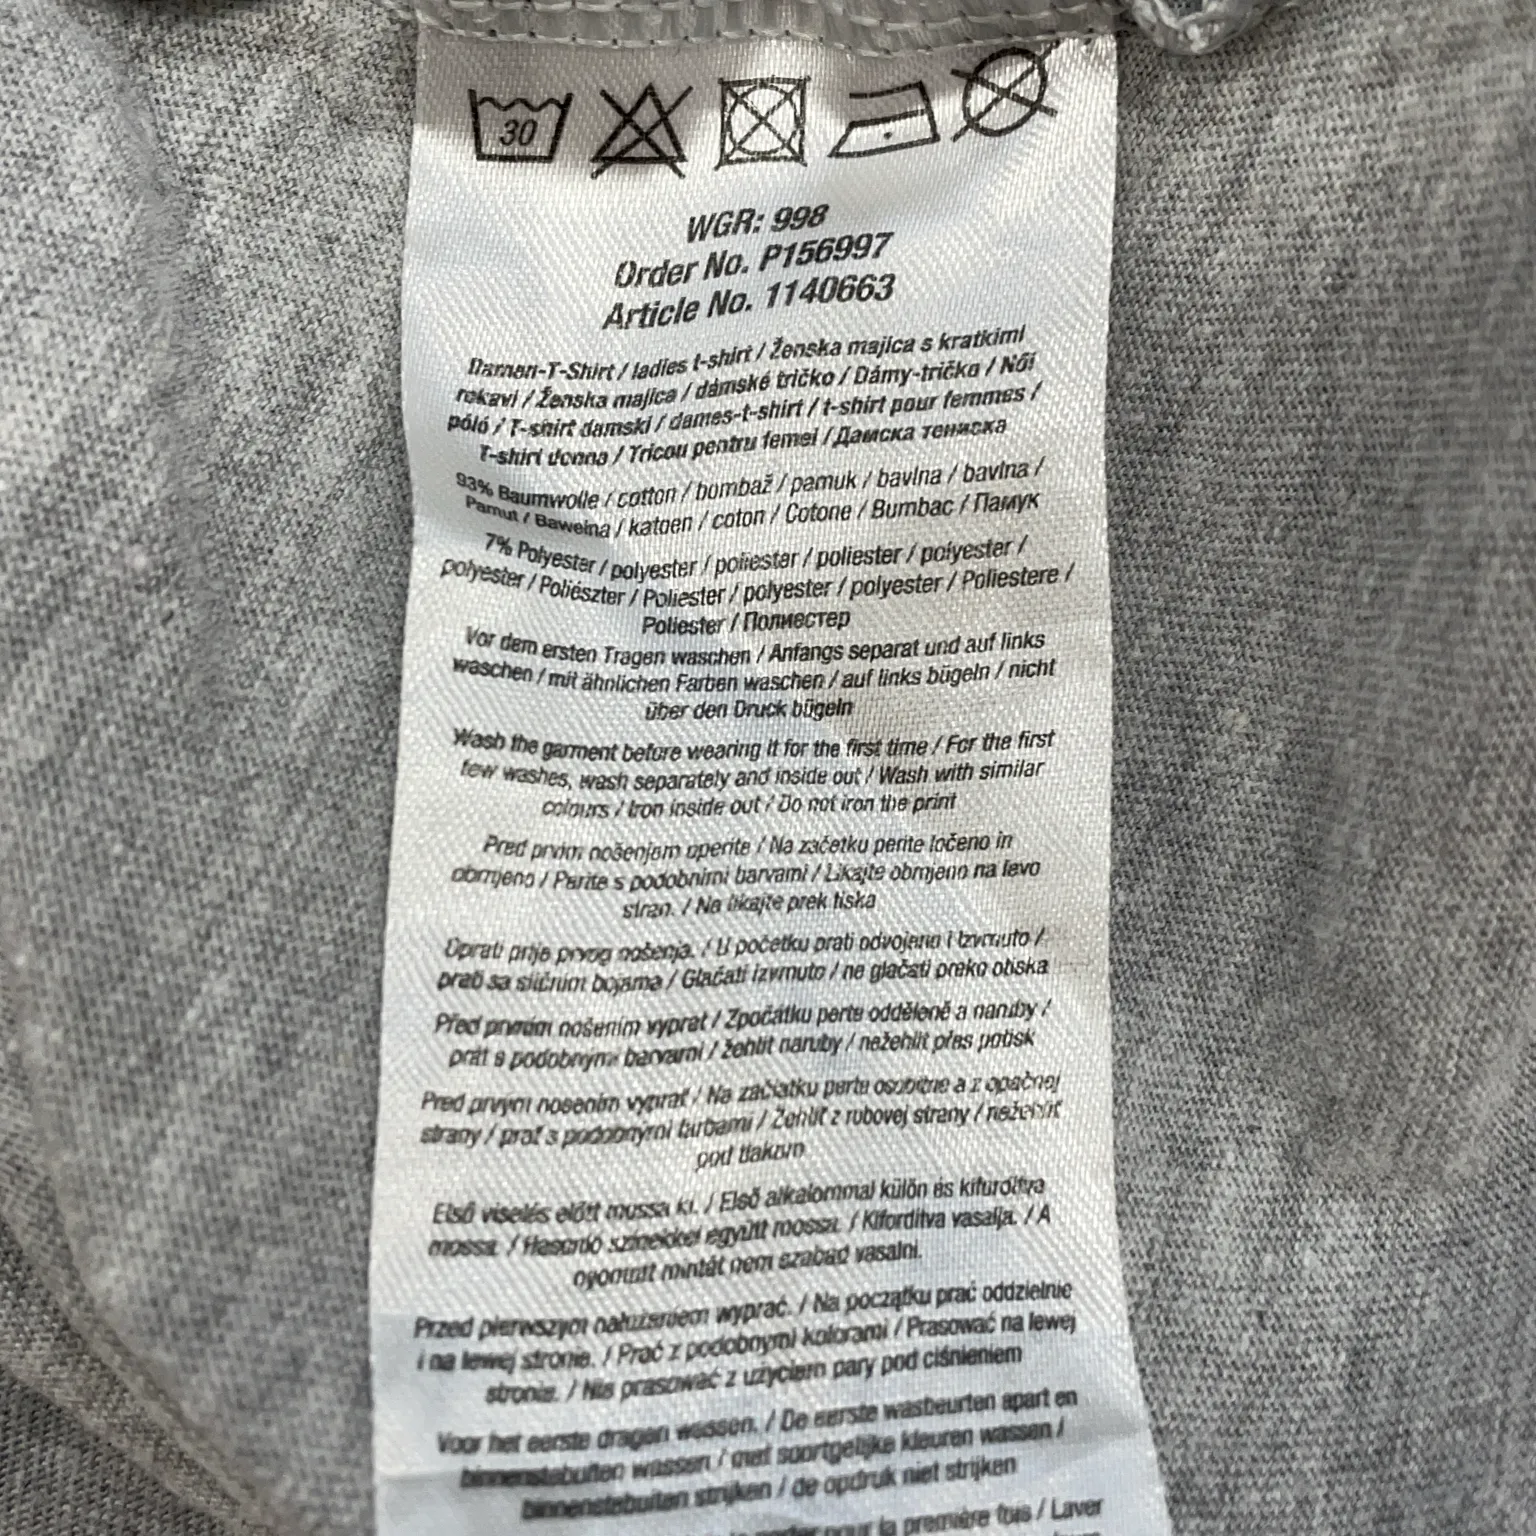 30
WGR: 998
Order No. P156997
Article No. 1140663
Damen-T-Shirt / ladies t-shirt / Ženska majica s kratkimi
rokavi / Ženska majica / dámské tričko / Dámy-tričko / Női
póló / T-shirt damski / dames-t-shirt / t-shirt pour femmes /
T-shirt donna / Tricou pentru femei / Дамска тениска
93% Baumwolle / cotton / bombaž / pamuk / bavlna / bavlna /
Pamut / Bawełna / katoen / coton / Cotone / Bumbac / Памук
7% Polyester / polyester / poliester / poliester / polyester /
polyester / Poliészter / Poliester / polyester / polyester / Poliestere /
Poliester / Полиестер
Vor dem ersten Tragen waschen / Anfangs separat und auf links
waschen / mit ähnlichen Farben waschen / auf links bügeln / nicht
über den Druck bügeln
Wash the garment before wearing it for the first time / For the first
few washes, wash separately and inside out / Wash with similar
colours / Iron inside out / Do not iron the print
Pred prvim nošenjem operite / Na začetku perite ločeno in
obrnjeno / Perite s podobnimi barvami / Likajte obrnjeno na levo
stran. / Ne likajte prek tiska
Oprati prije prvog nošenja. / U početku prati odvojeno i izvrnuto /
prati sa sličnim bojama / Glačati izvrnuto / ne glačati preko otiska
Před prvním nošením vyprat / Zpočátku perte odděleně a naruby /
prát s podobnými barvami / žehlit naruby / nežehlit přes potisk
Pred prvým nosením vyprať / Na začiatku perte osobitne a z opačnej
strany / prať s podobnými farbami / Žehliť z rubovej strany / nežehliť
pod tlakom
Első viselés előtt mossa ki. / Első alkalommal külön és kifordítva
mossa. / Hasonló színekkel együtt mossa. / Kifordítva vasalja. / A
nyomtatt mintát nem szabad vasalni.
Przed pierwszym nałożeniem wyprać. / Na początku prać oddzielnie
i na lewej stronie. / Prać z podobnymi kolorami / Prasować na lewej
stronie. / Nie prasować z użyciem pary pod ciśnieniem
Voor het eerste dragen wassen. / De eerste wasbeurten apart en
binnenstebuiten wassen / met soortgelijke kleuren wassen /
binnenstebuiten strijken / de opdruk niet strijken
porter pour la première fois / Laver